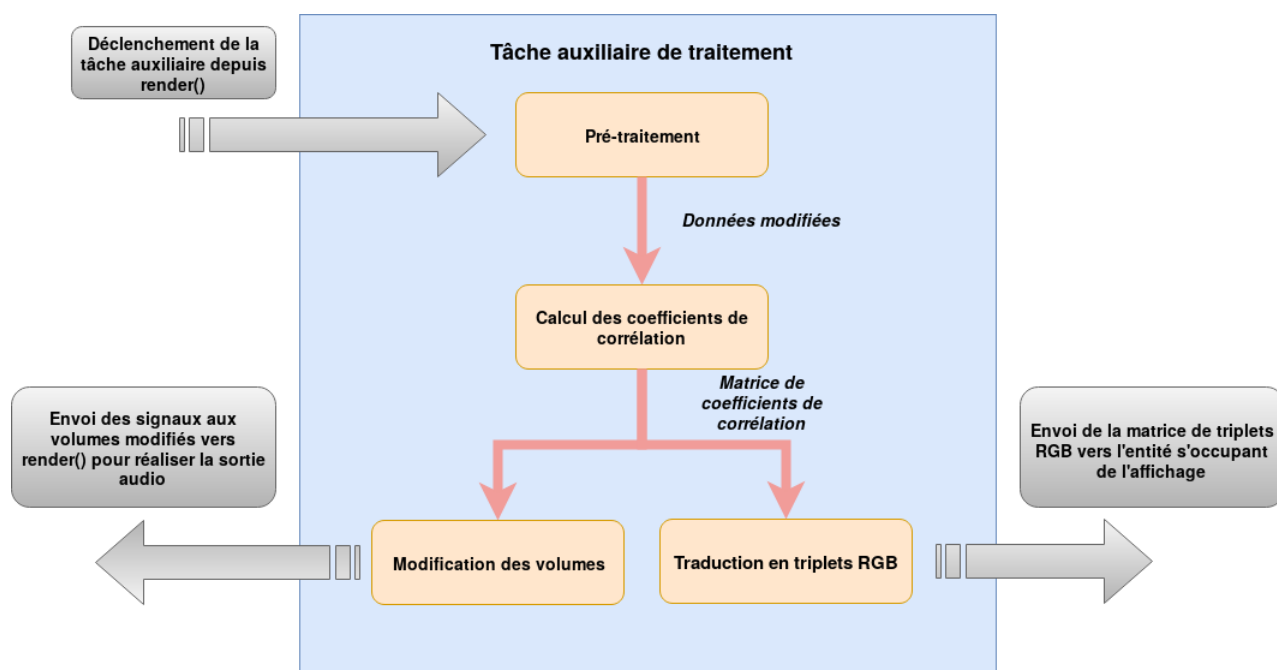 Tâche auxiliaire de traitement
Déclenchement de la
tâche auxiliaire depuis
render()
Pré-traitement
Données modifiées
Calcul des coefficients de
corrélation
Matrice de
coefficients de
corrélation
Envoi des signaux aux
volumes modifiés vers
render() pour réaliser la sortie
audio
Envoi de la matrice de triplets
RGB vers l'entité s'occupant
de l'affichage
Modification des volumes
Traduction en triplets RGB